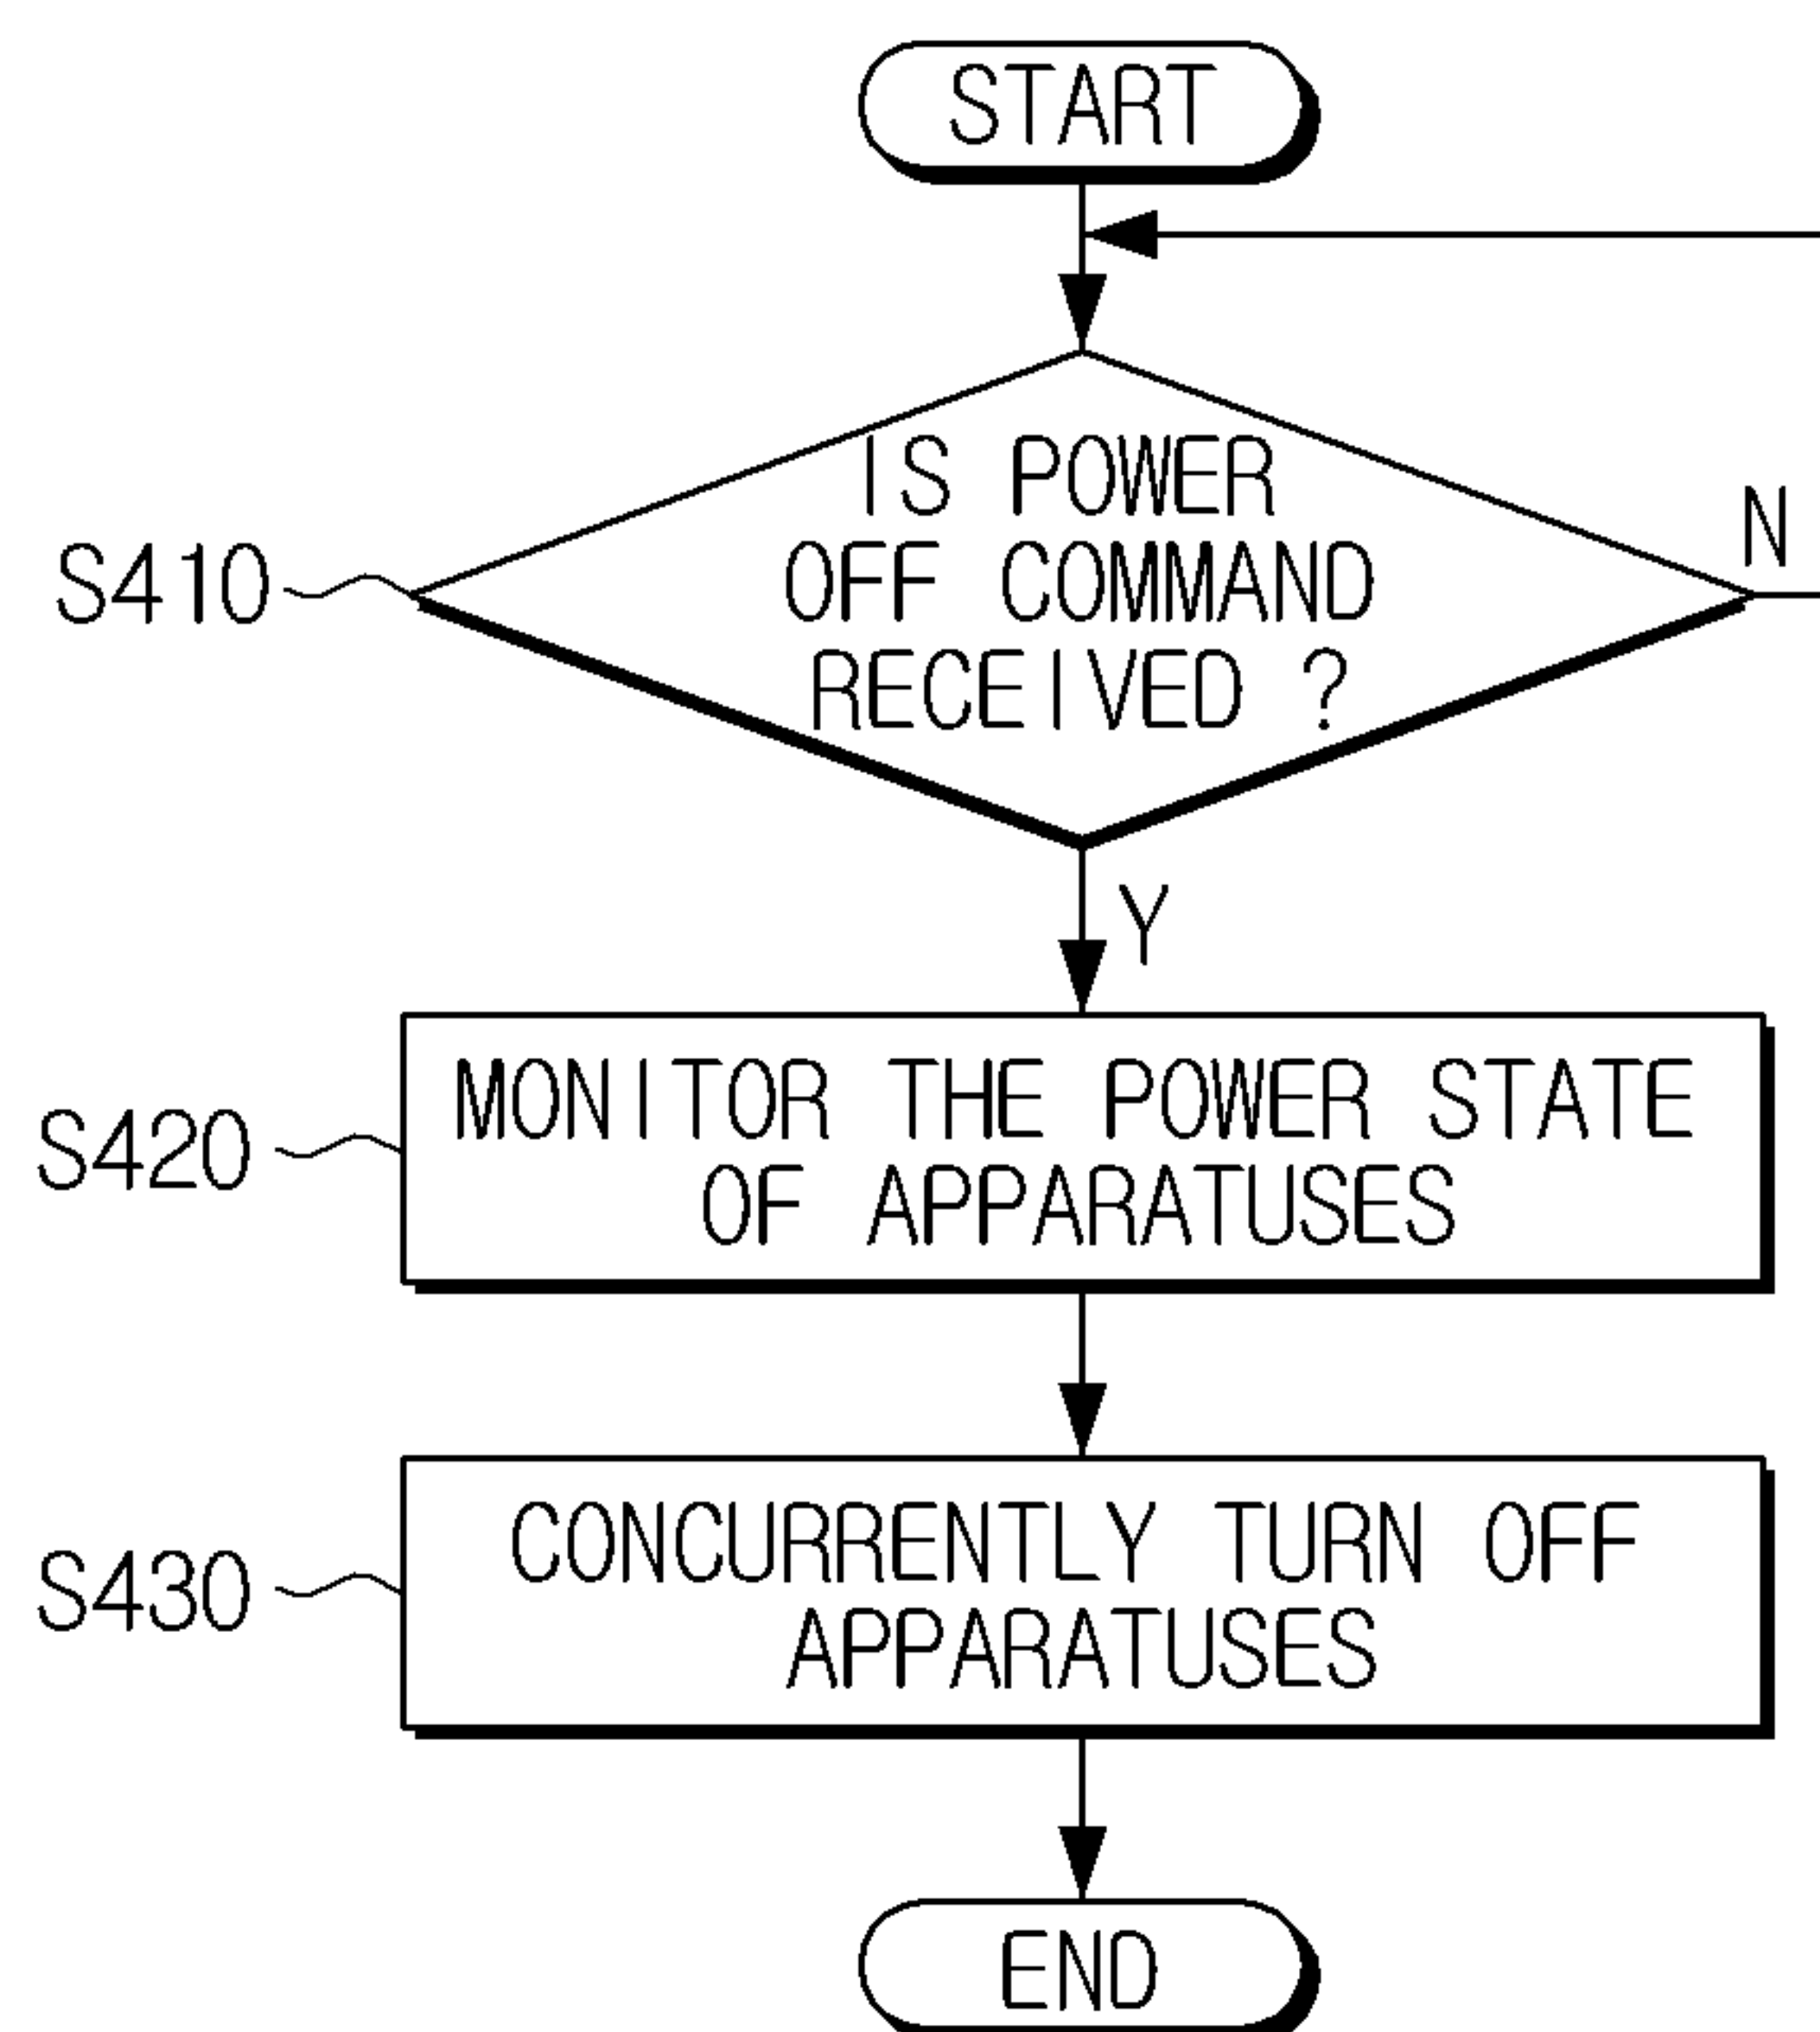 START
IS POWER
OFF COMMAND
RECEIVED ?
N
S410
Y
MONITOR THE POWER STATE
OF APPARATUSES
S420
CONCURRENTLY TURN OFF
APPARATUSES
S430
END